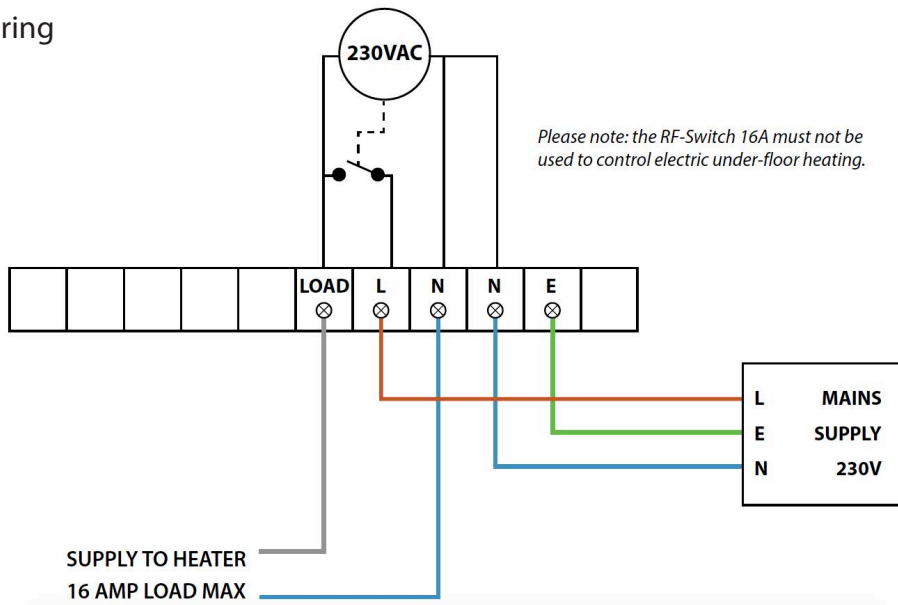 ring
230VAC
Please note: the RF-Switch 16A must not be
used to control electric under-floor heating.
LOAD L N N E
L MAINS
E SUPPLY
N 230V
SUPPLY TO HEATER
16 AMP LOAD MAX